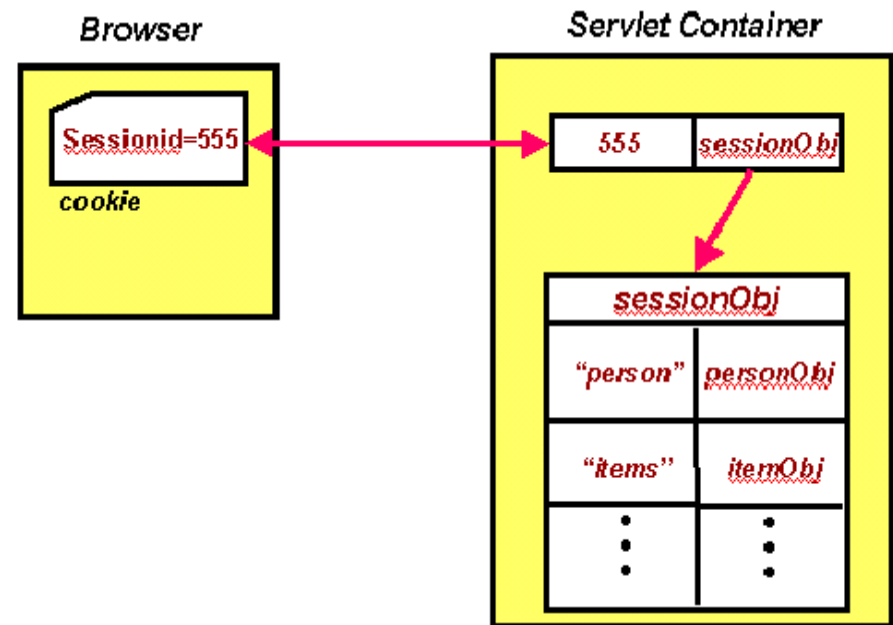 Browser
Servlet Container
Sessionid=555
cookie
555 sessionObj
sessionObj
“person” personObj
“items” itemObj